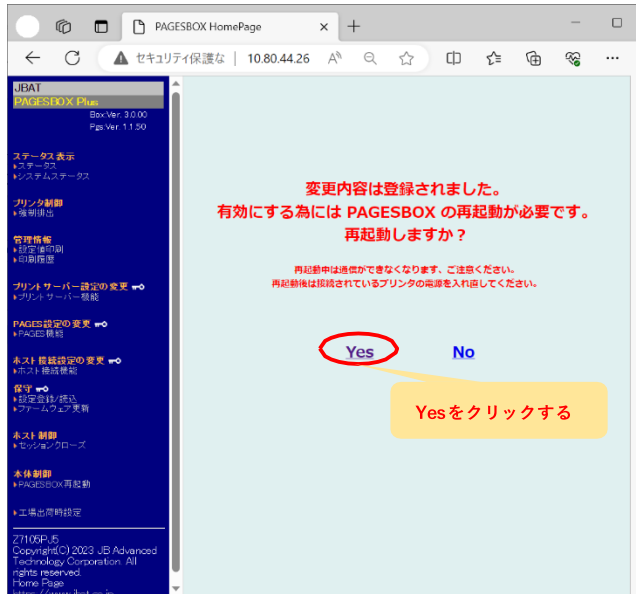 PAGESBOX HomePage
セキュリティ保護な | 10.80.44.26
JBAT
PAGESBOX Plus
Box:Ver. 3.0.00
Pgs:Ver. 1.1.50
ステータス表示
ステータス
システムステータス
プリンタ制御
強制排出
管理情報
設定値印刷
印刷履歴
プリントサーバー設定の変更
プリントサーバー機能
PAGES設定の変更
PAGES機能
ホスト接続設定の変更
ホスト接続機能
保守
設定登録/読込
ファームウェア更新
ホスト制御
セッションクローズ
本体制御
PAGESBOX再起動
工場出荷時設定
Z7105PJ5
Copyright(C) 2023 JB Advanced
Technology Corporation. All
rights reserved.
Home Page
変更内容は登録されました。
有効にする為には PAGESBOX の再起動が必要です。
再起動しますか？
再起動中は通信ができなくなります、ご注意ください。
再起動後は接続されているプリンタの電源を入れ直してください。
Yes No
Yesをクリックする